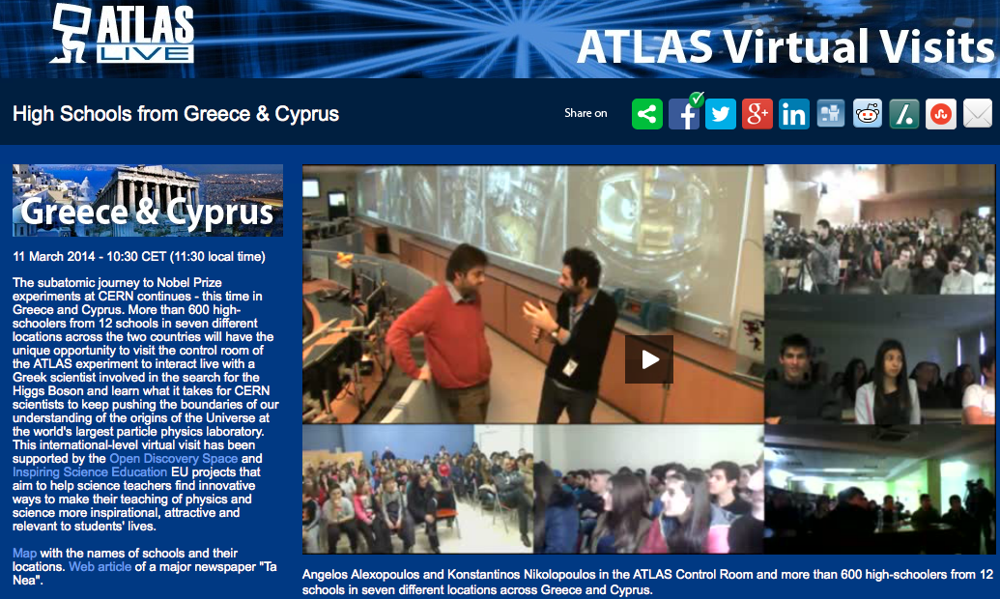 ATLAS
LIVE
ATLAS Virtual Visits
High Schools from Greece & Cyprus
Share on
Greece & Cyprus
11 March 2014 - 10:30 CET (11:30 local time)
The subatomic journey to Nobel Prize
experiments at CERN continues - this time in
Greece and Cyprus. More than 600 high-
schoolers from 12 schools in seven different
locations across the two countries will have the
unique opportunity to visit the control room of
the ATLAS experiment to interact live with a
Greek scientist involved in the search for the
Higgs Boson and learn what it takes for CERN
scientists to keep pushing the boundaries of our
understanding of the origins of the Universe at
the world's largest particle physics laboratory.
This international-level virtual visit has been
supported by the Open Discovery Space and
Inspiring Science Education EU projects that
aim to help science teachers find innovative
ways to make their teaching of physics and
science more inspirational, attractive and
relevant to students' lives.
Map with the names of schools and their
locations. Web article of a major newspaper "Ta
Nea".
Angelos Alexopoulos and Konstantinos Nikolopoulos in the ATLAS Control Room and more than 600 high-schoolers from 12
schools in seven different locations across Greece and Cyprus.